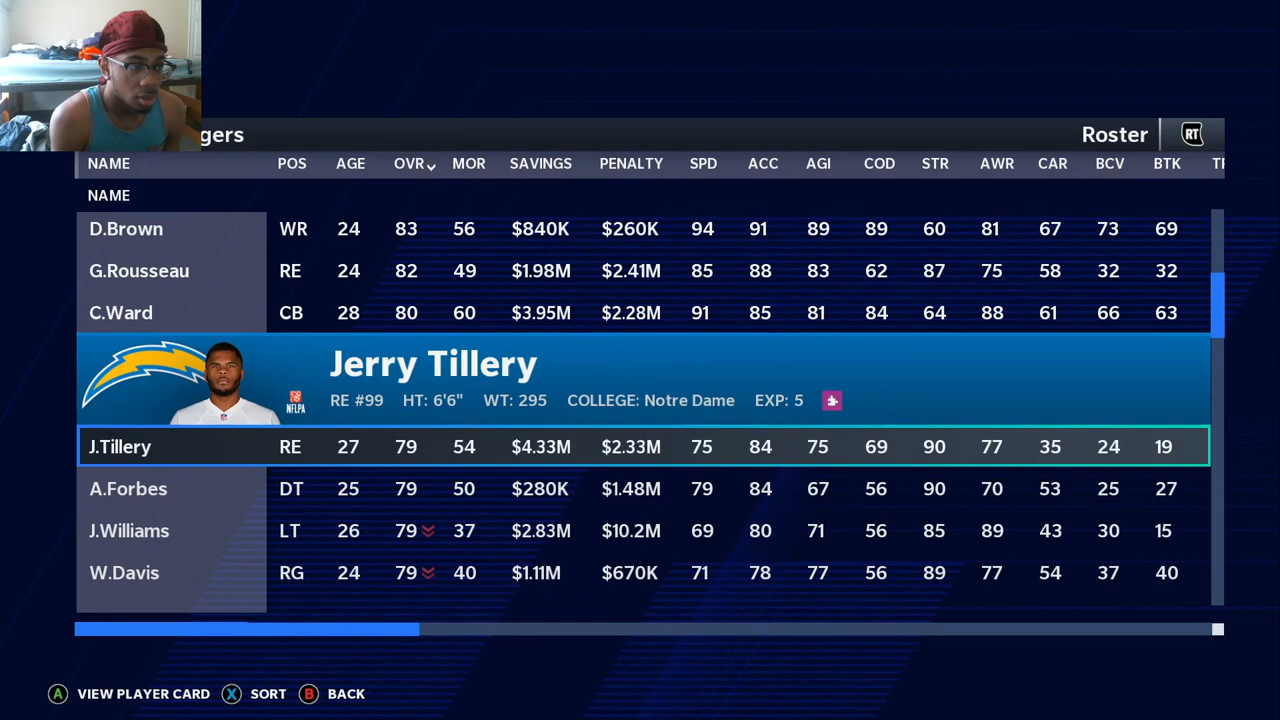 gers Roster RT
NAME POS AGE OVR MOR SAVINGS PENALTY SPD ACC AGI COD STR AWR CAR BCV BTK
NAME
D.Brown WR 24 83 56 $840K $260K 94 91 89 89 60 81 67 73 69
G.Rousseau RE 24 82 49 $1.98M $2.41M 85 88 83 62 87 75 58 32 32
C.Ward CB 28 80 60 $3.95M $2.28M 91 85 81 84 64 88 61 66 63
Jerry Tillery
NFLPA RE #99 HT: 6'6" WT: 295 COLLEGE: Notre Dame EXP: 5
J.Tillery RE 27 79 54 $4.33M $2.33M 75 84 75 69 90 77 35 24 19
A.Forbes DT 25 79 50 $280K $1.48M 79 84 67 56 90 70 53 25 27
J.Williams LT 26 79 37 $2.83M $10.2M 69 80 71 56 85 89 43 30 15
W.Davis RG 24 79 40 $1.11M $670K 71 78 77 56 89 77 54 37 40
A VIEW PLAYER CARD X SORT B BACK